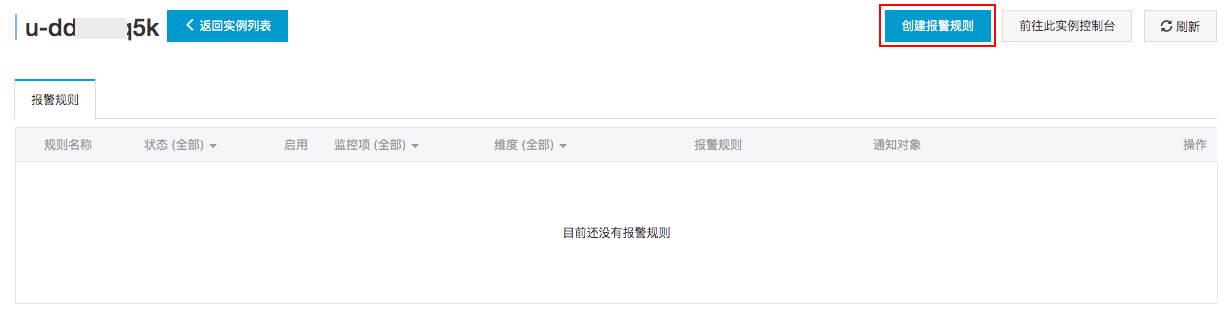 u-dd q5k 返回实例列表 创建报警规则 前往此实例控制台 刷新
报警规则
规则名称 状态 (全部) 启用 监控项 (全部) 维度 (全部) 报警规则 通知对象 操作
目前还没有报警规则